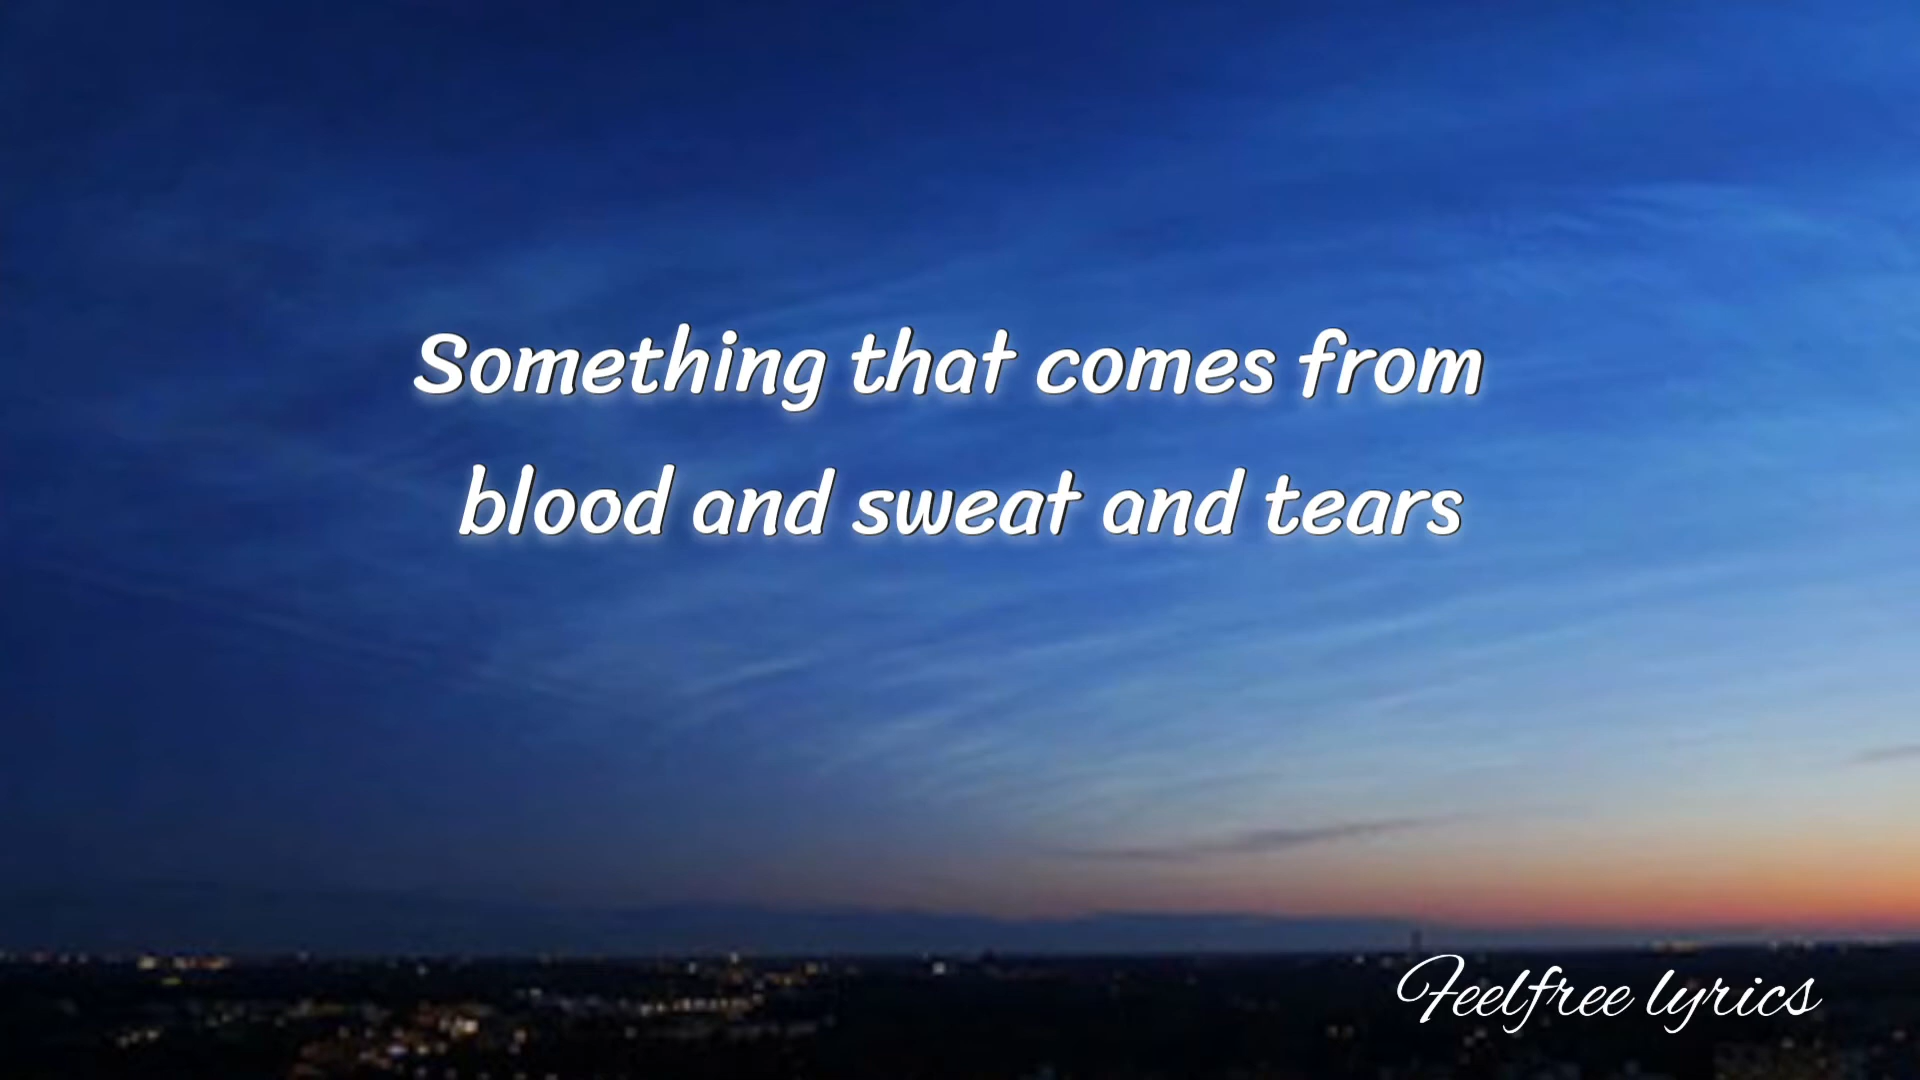 Something that comes from
blood and sweat and tears
Feelfree lyrics